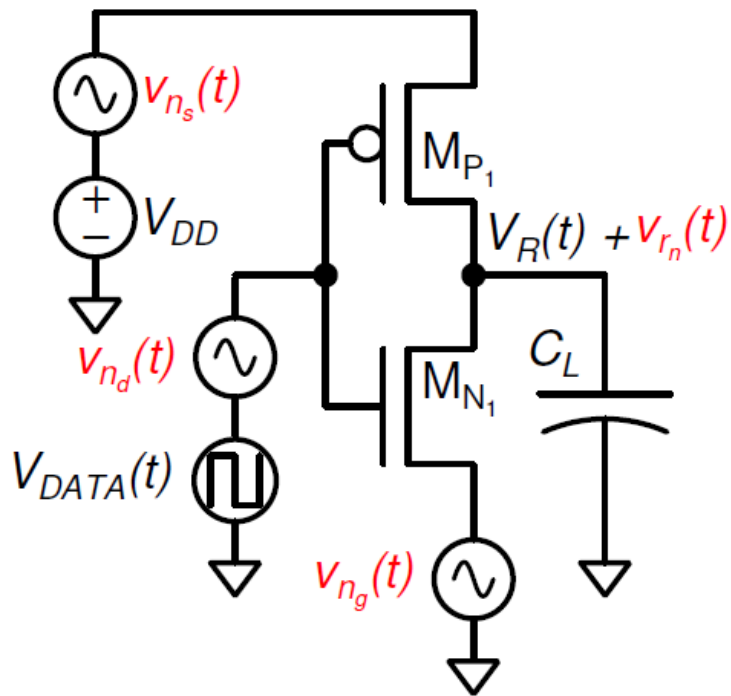 v_{n_s}(t)
M_{P_1}
V_{DD}
V_R(t) + v_{r_n}(t)
v_{n_d}(t)
C_L
M_{N_1}
V_{DATA}(t)
v_{n_g}(t)